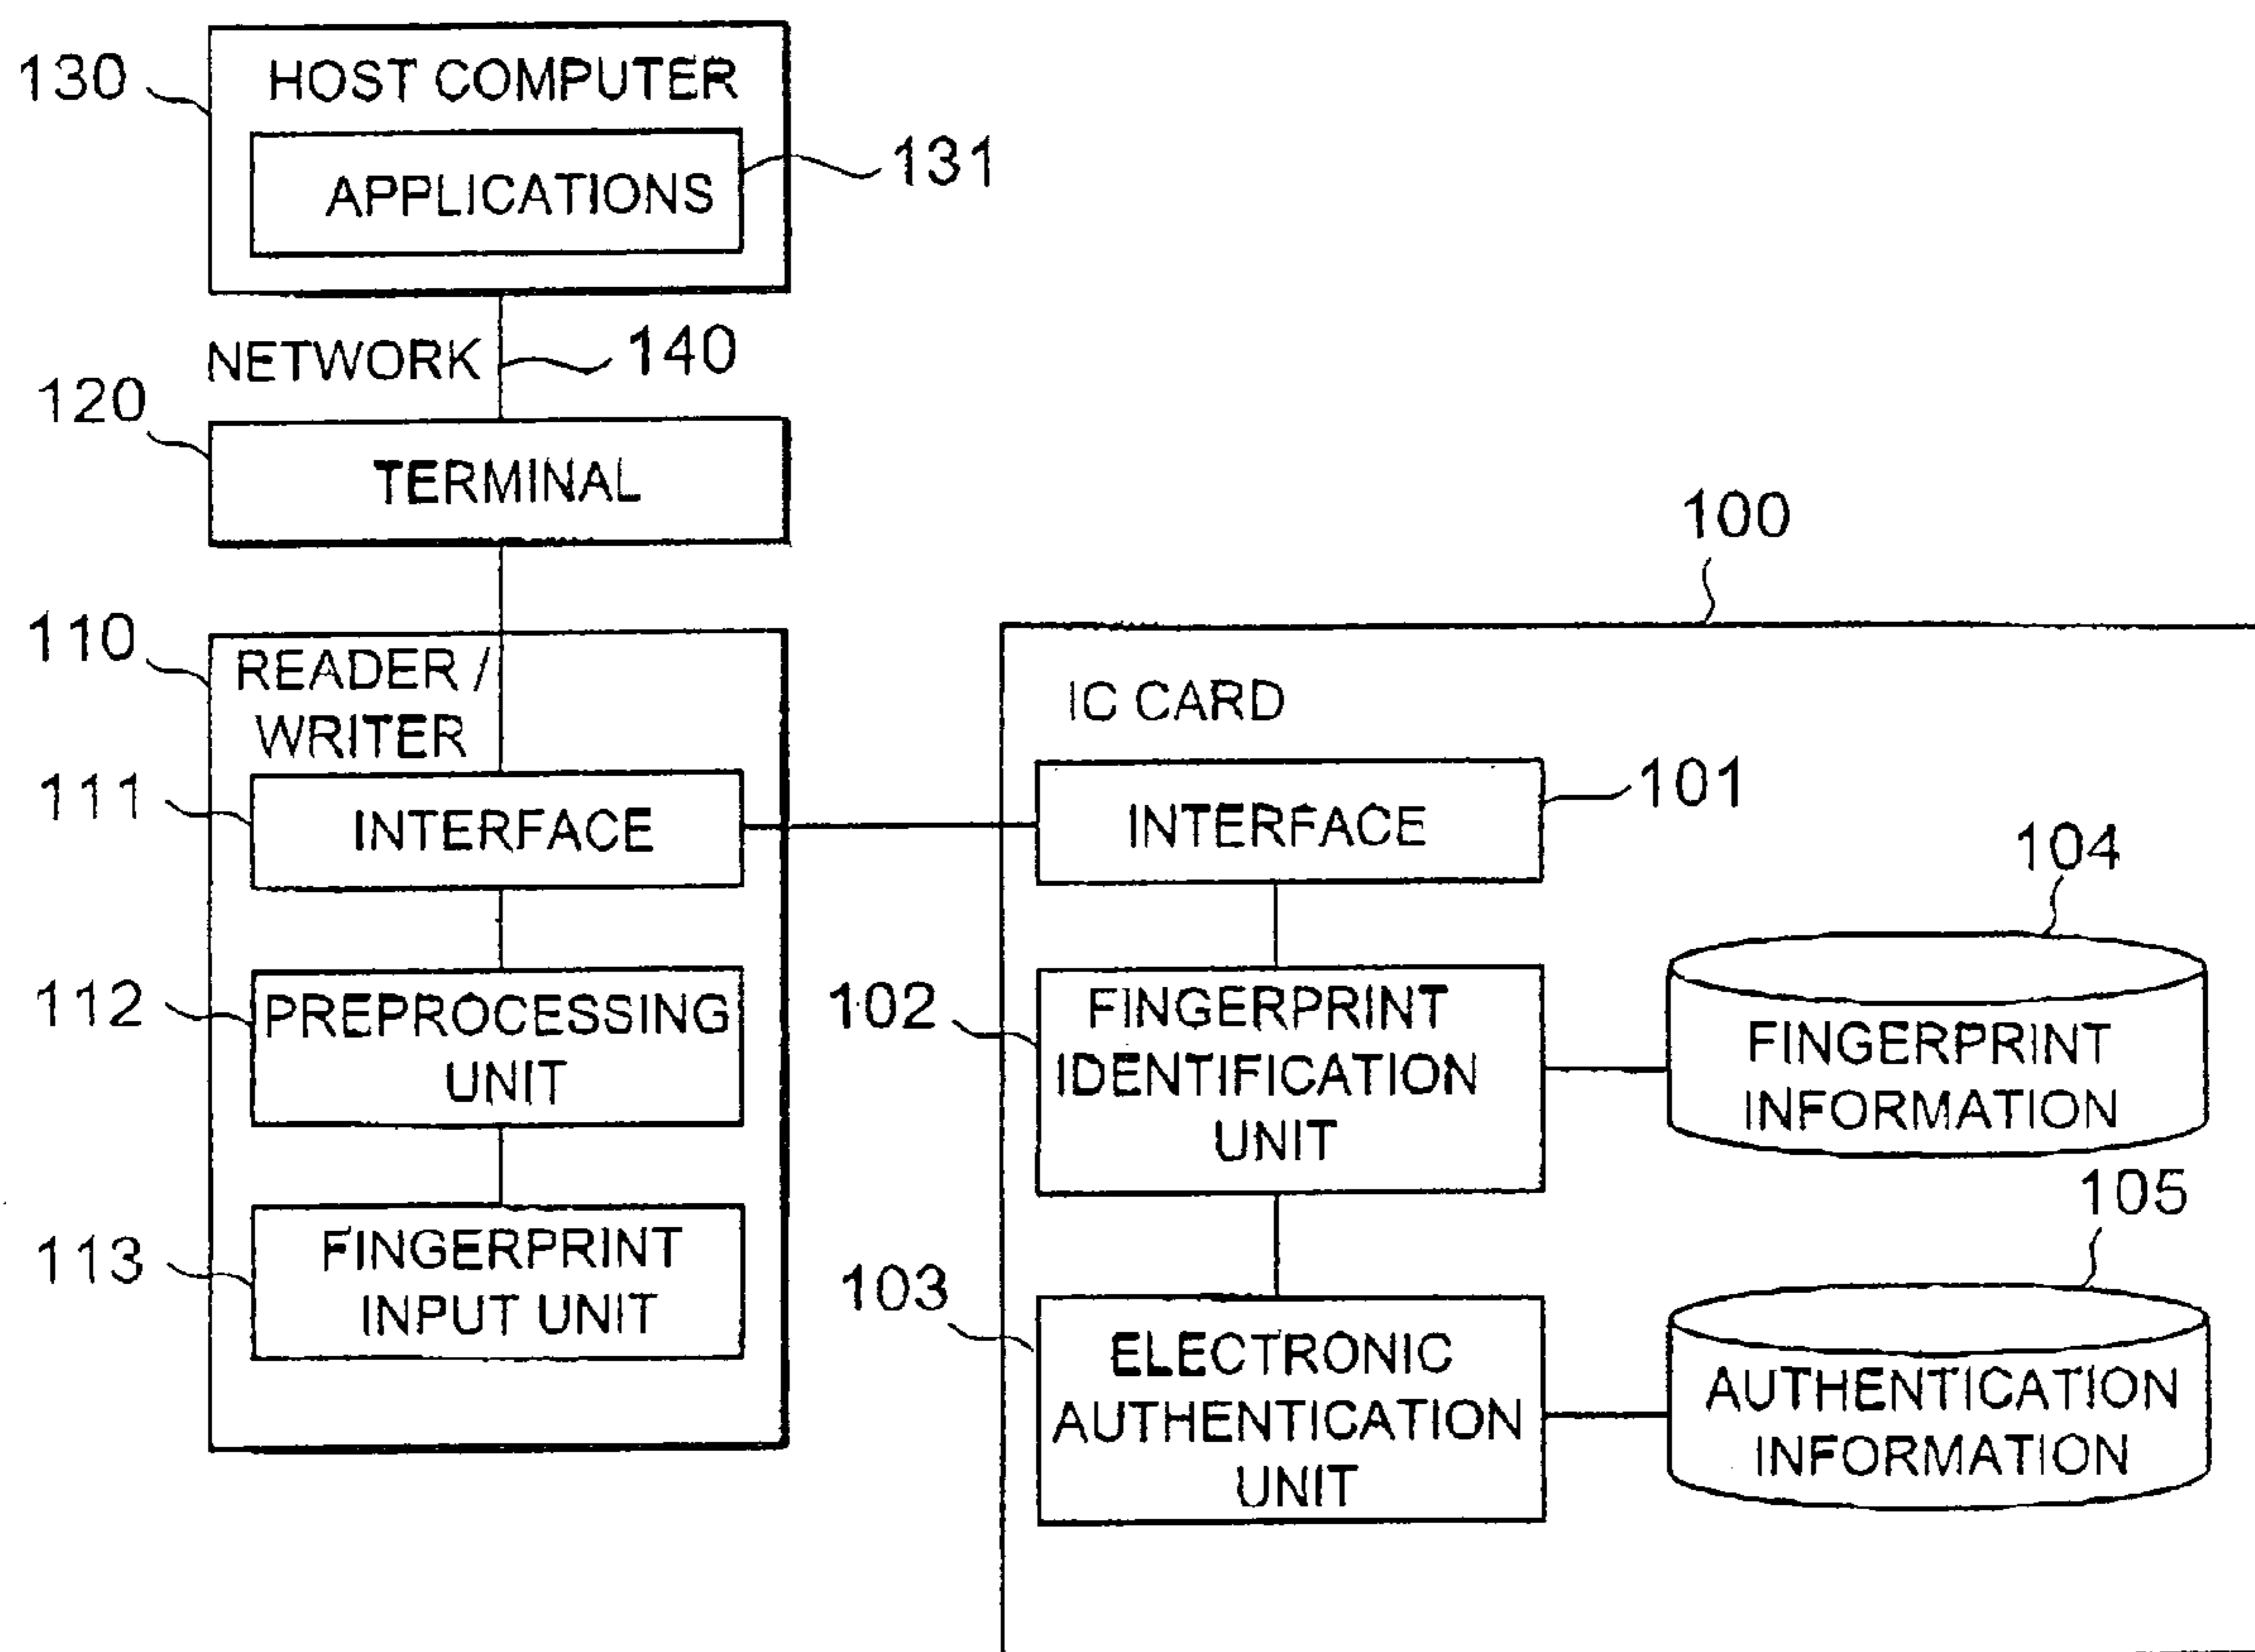 130
HOST COMPUTER
APPLICATIONS
131
NETWORK
140
120
TERMINAL
110
READER /
WRITER
111
INTERFACE
112
PREPROCESSING
UNIT
113
FINGERPRINT
INPUT UNIT
100
IC CARD
INTERFACE
101
102
FINGERPRINT
IDENTIFICATION
UNIT
104
FINGERPRINT
INFORMATION
103
ELECTRONIC
AUTHENTICATION
UNIT
105
AUTHENTICATION
INFORMATION